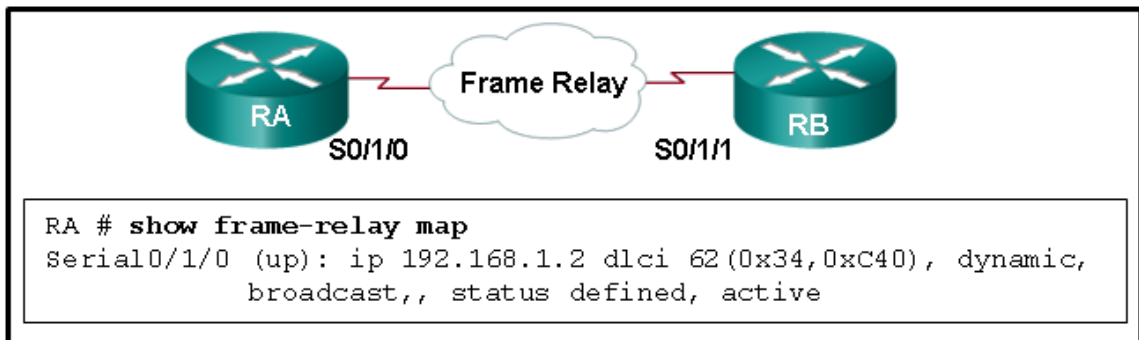 Frame Relay
RA
RB
S0/1/0
S0/1/1
RA # show frame-relay map
Serial0/1/0 (up): ip 192.168.1.2 dlci 62(0x34,0xC40), dynamic,
broadcast,, status defined, active